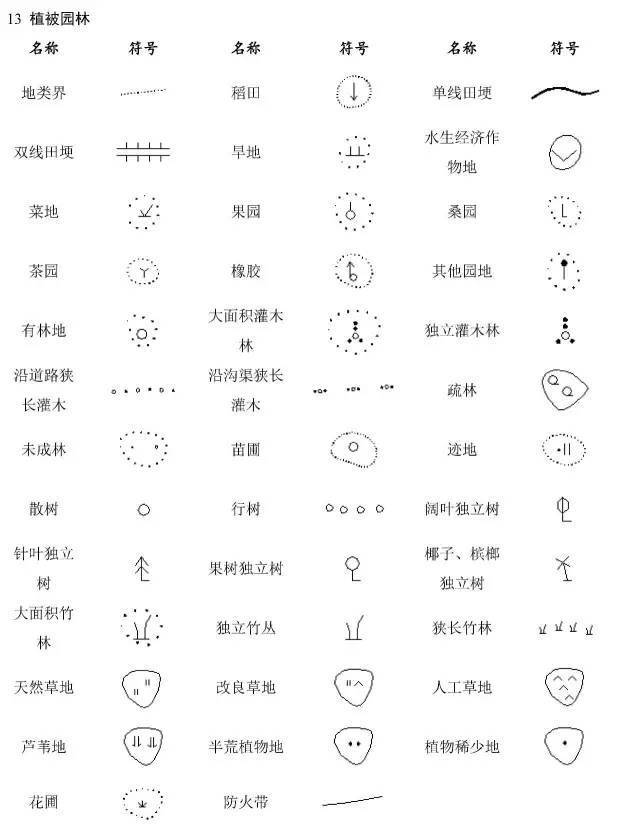 13 植被园林
名称 符号 名称 符号 名称 符号
地类界 稻田 单线田埂
双线田埂 旱地 水生经济作
物地
菜地 果园 桑园
茶园 橡胶 其他园地
有林地 大面积灌木
林 独立灌木林
沿道路狭
长灌木 沿沟渠狭长
灌木 疏林
未成林 苗圃 迹地
散树 行树 阔叶独立树
针叶独立
树 果树独立树 椰子、槟榔
独立树
大面积竹
林 独立竹丛 狭长竹林
天然草地 改良草地 人工草地
芦苇地 半荒植物地 植物稀少地
花圃 防火带